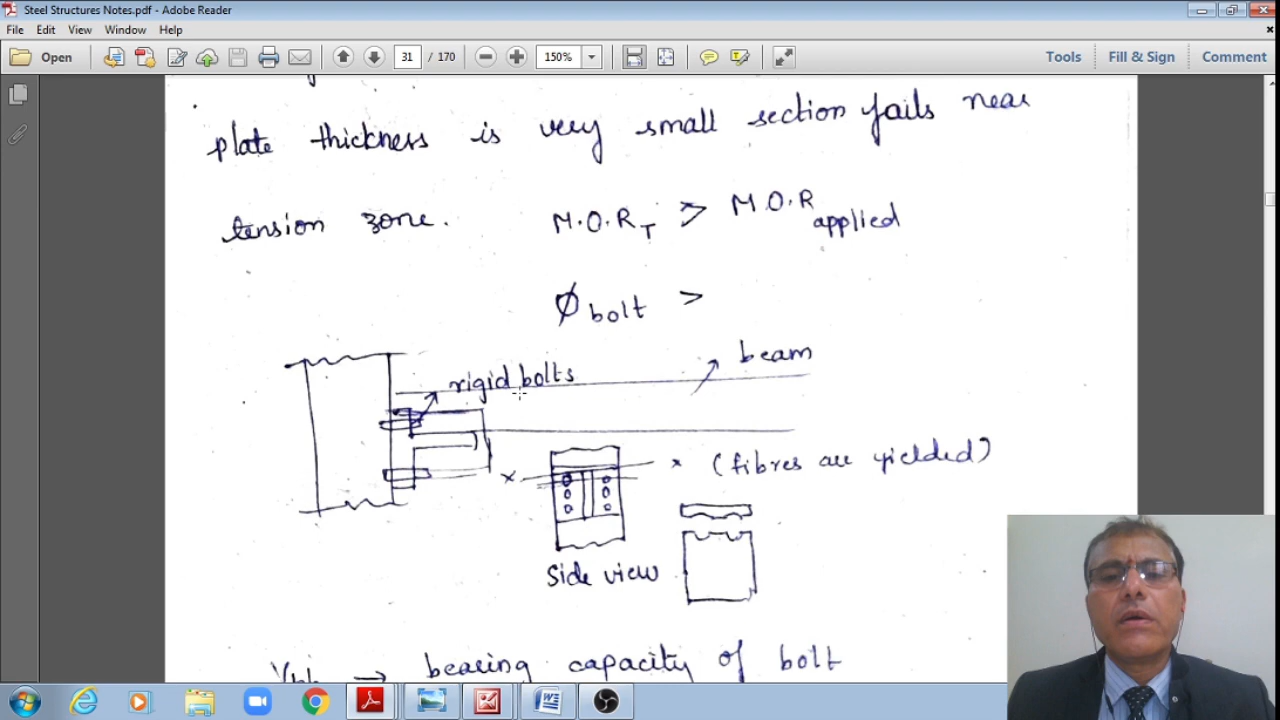 Steel Structures Notes.pdf - Adobe Reader
File Edit View Window Help
Open 31 / 170 150% Tools Fill & Sign Comment
plate thickness is very small section fails near
tension zone. M.O.R_T > M.O.R applied
Ø bolt >
beam
rigid bolts
x x (fibres are yielded)
Side view
→ bearing capacity of bolt